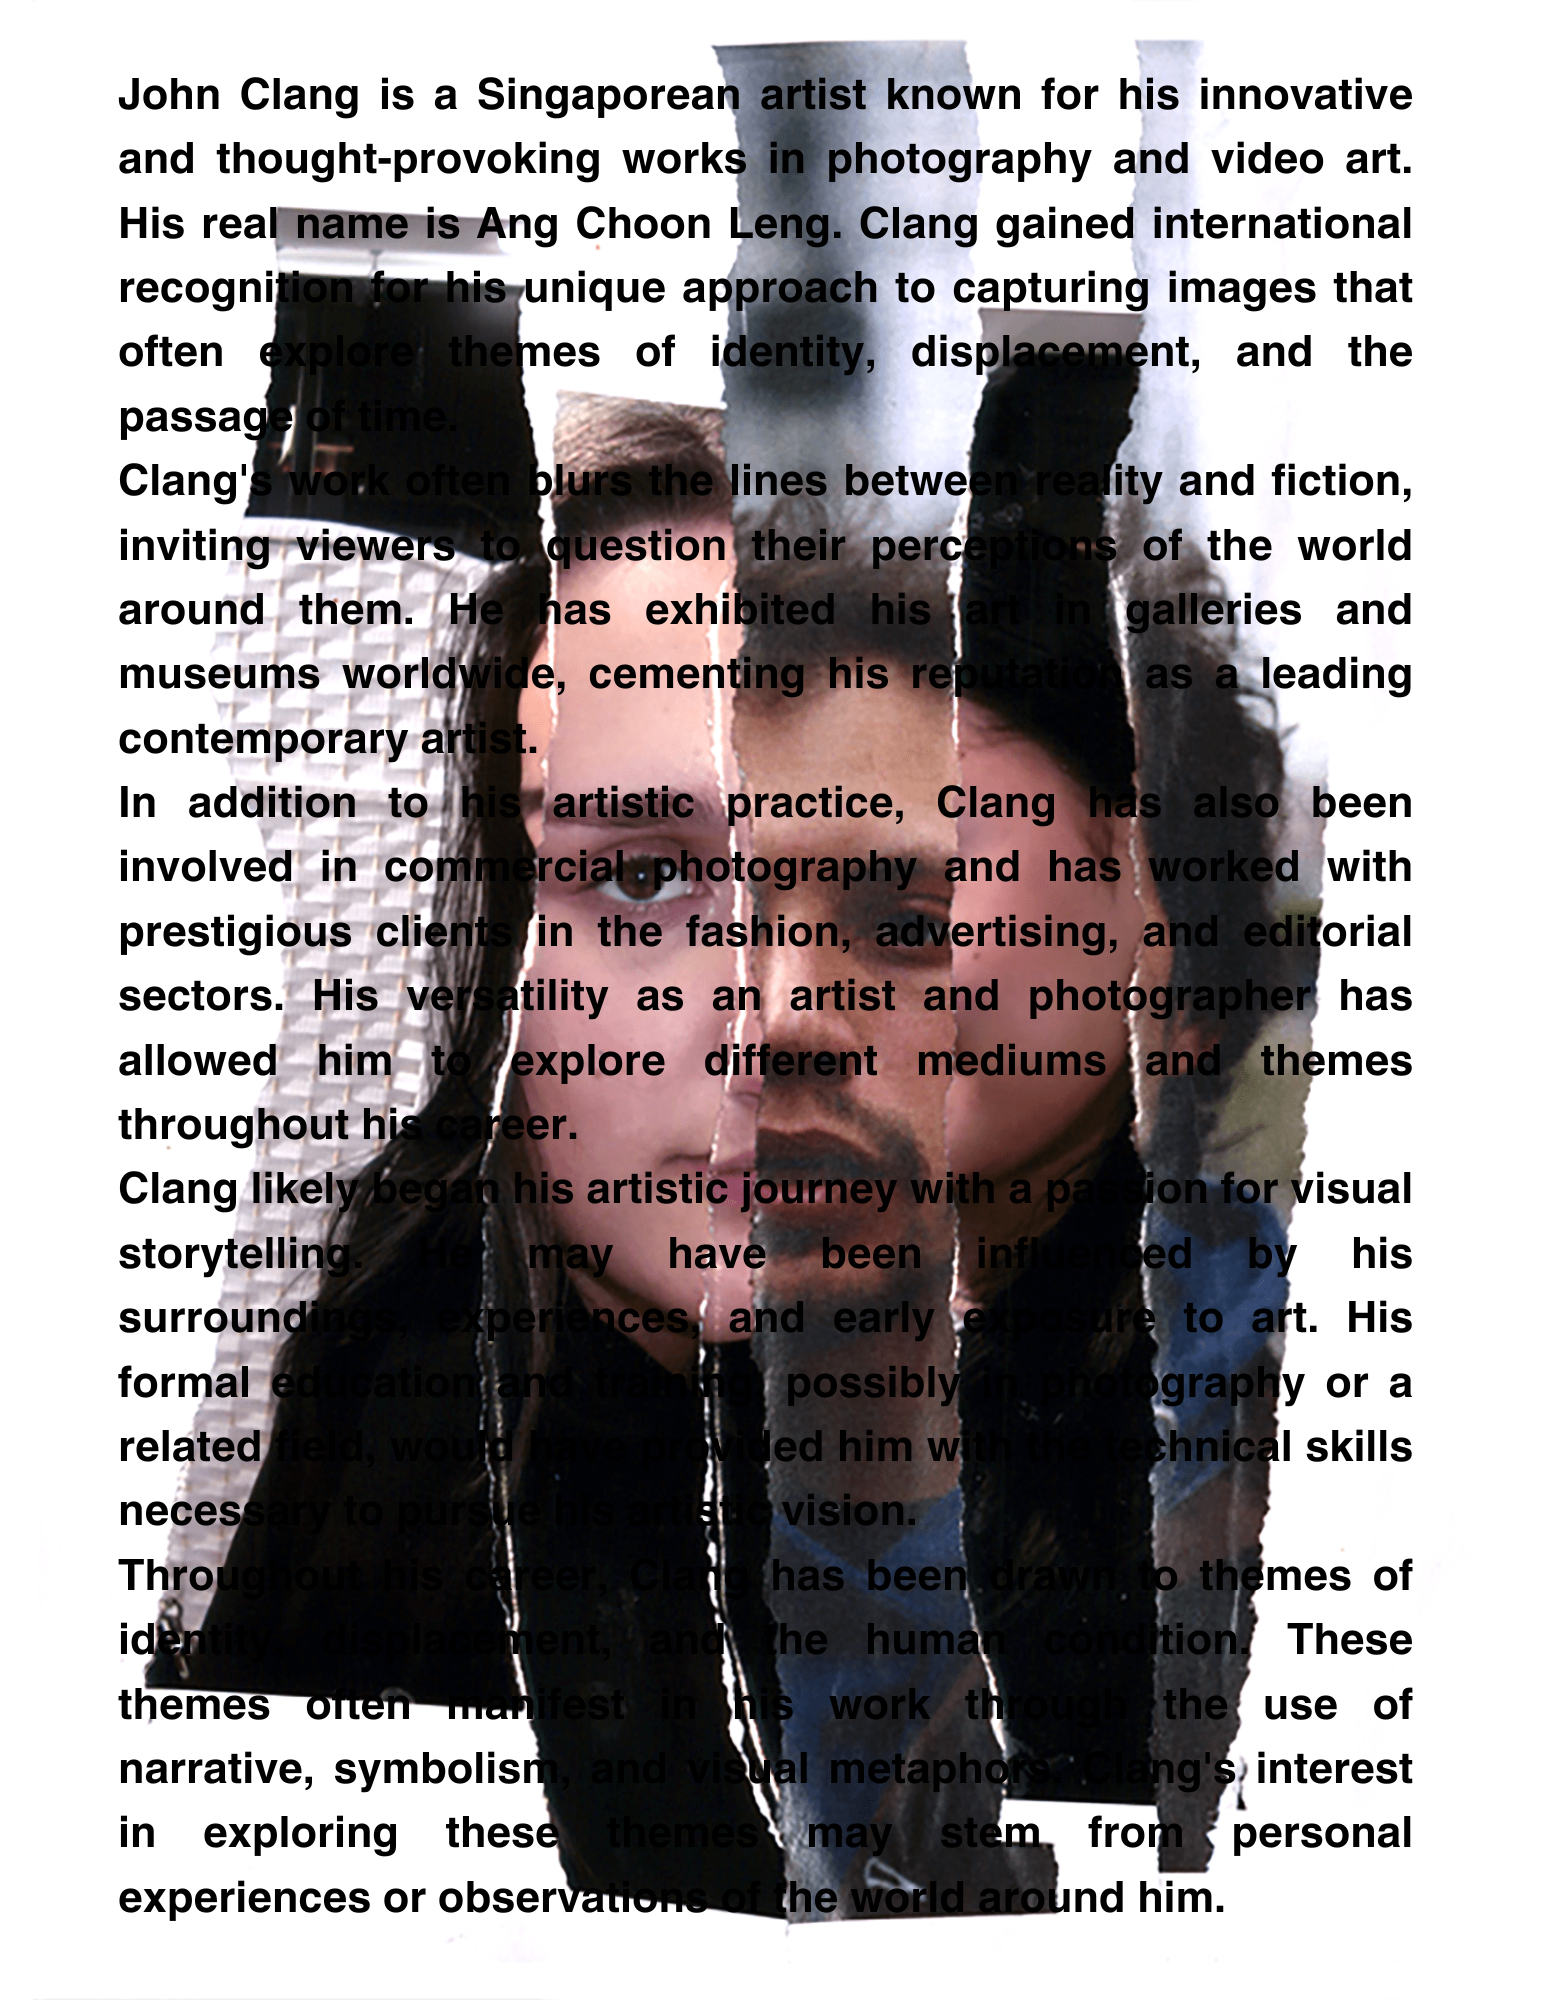 John Clang is a Singaporean artist known for his innovative
and thought-provoking works in photography and video art.
His real name is Ang Choon Leng. Clang gained international
recognition for his unique approach to capturing images that
often explore themes of identity, displacement, and the
passage of time.
Clang's work often blurs the lines between reality and fiction,
inviting viewers to question their perceptions of the world
around them. He has exhibited his art in galleries and
museums worldwide, cementing his reputation as a leading
contemporary artist.
In addition to his artistic practice, Clang has also been
involved in commercial photography and has worked with
prestigious clients in the fashion, advertising, and editorial
sectors. His versatility as an artist and photographer has
allowed him to explore different mediums and themes
throughout his career.
Clang likely began his artistic journey with a passion for visual
storytelling. He may have been influenced by his
surroundings, experiences, and early exposure to art. His
formal education and training, possibly in photography or a
related field, would have provided him with the technical skills
necessary to pursue his artistic vision.
Throughout his career, Clang has been drawn to themes of
identity, displacement, and the human condition. These
themes often manifest in his work through the use of
narrative, symbolism, and visual metaphors. Clang's interest
in exploring these themes may stem from personal
experiences or observations of the world around him.